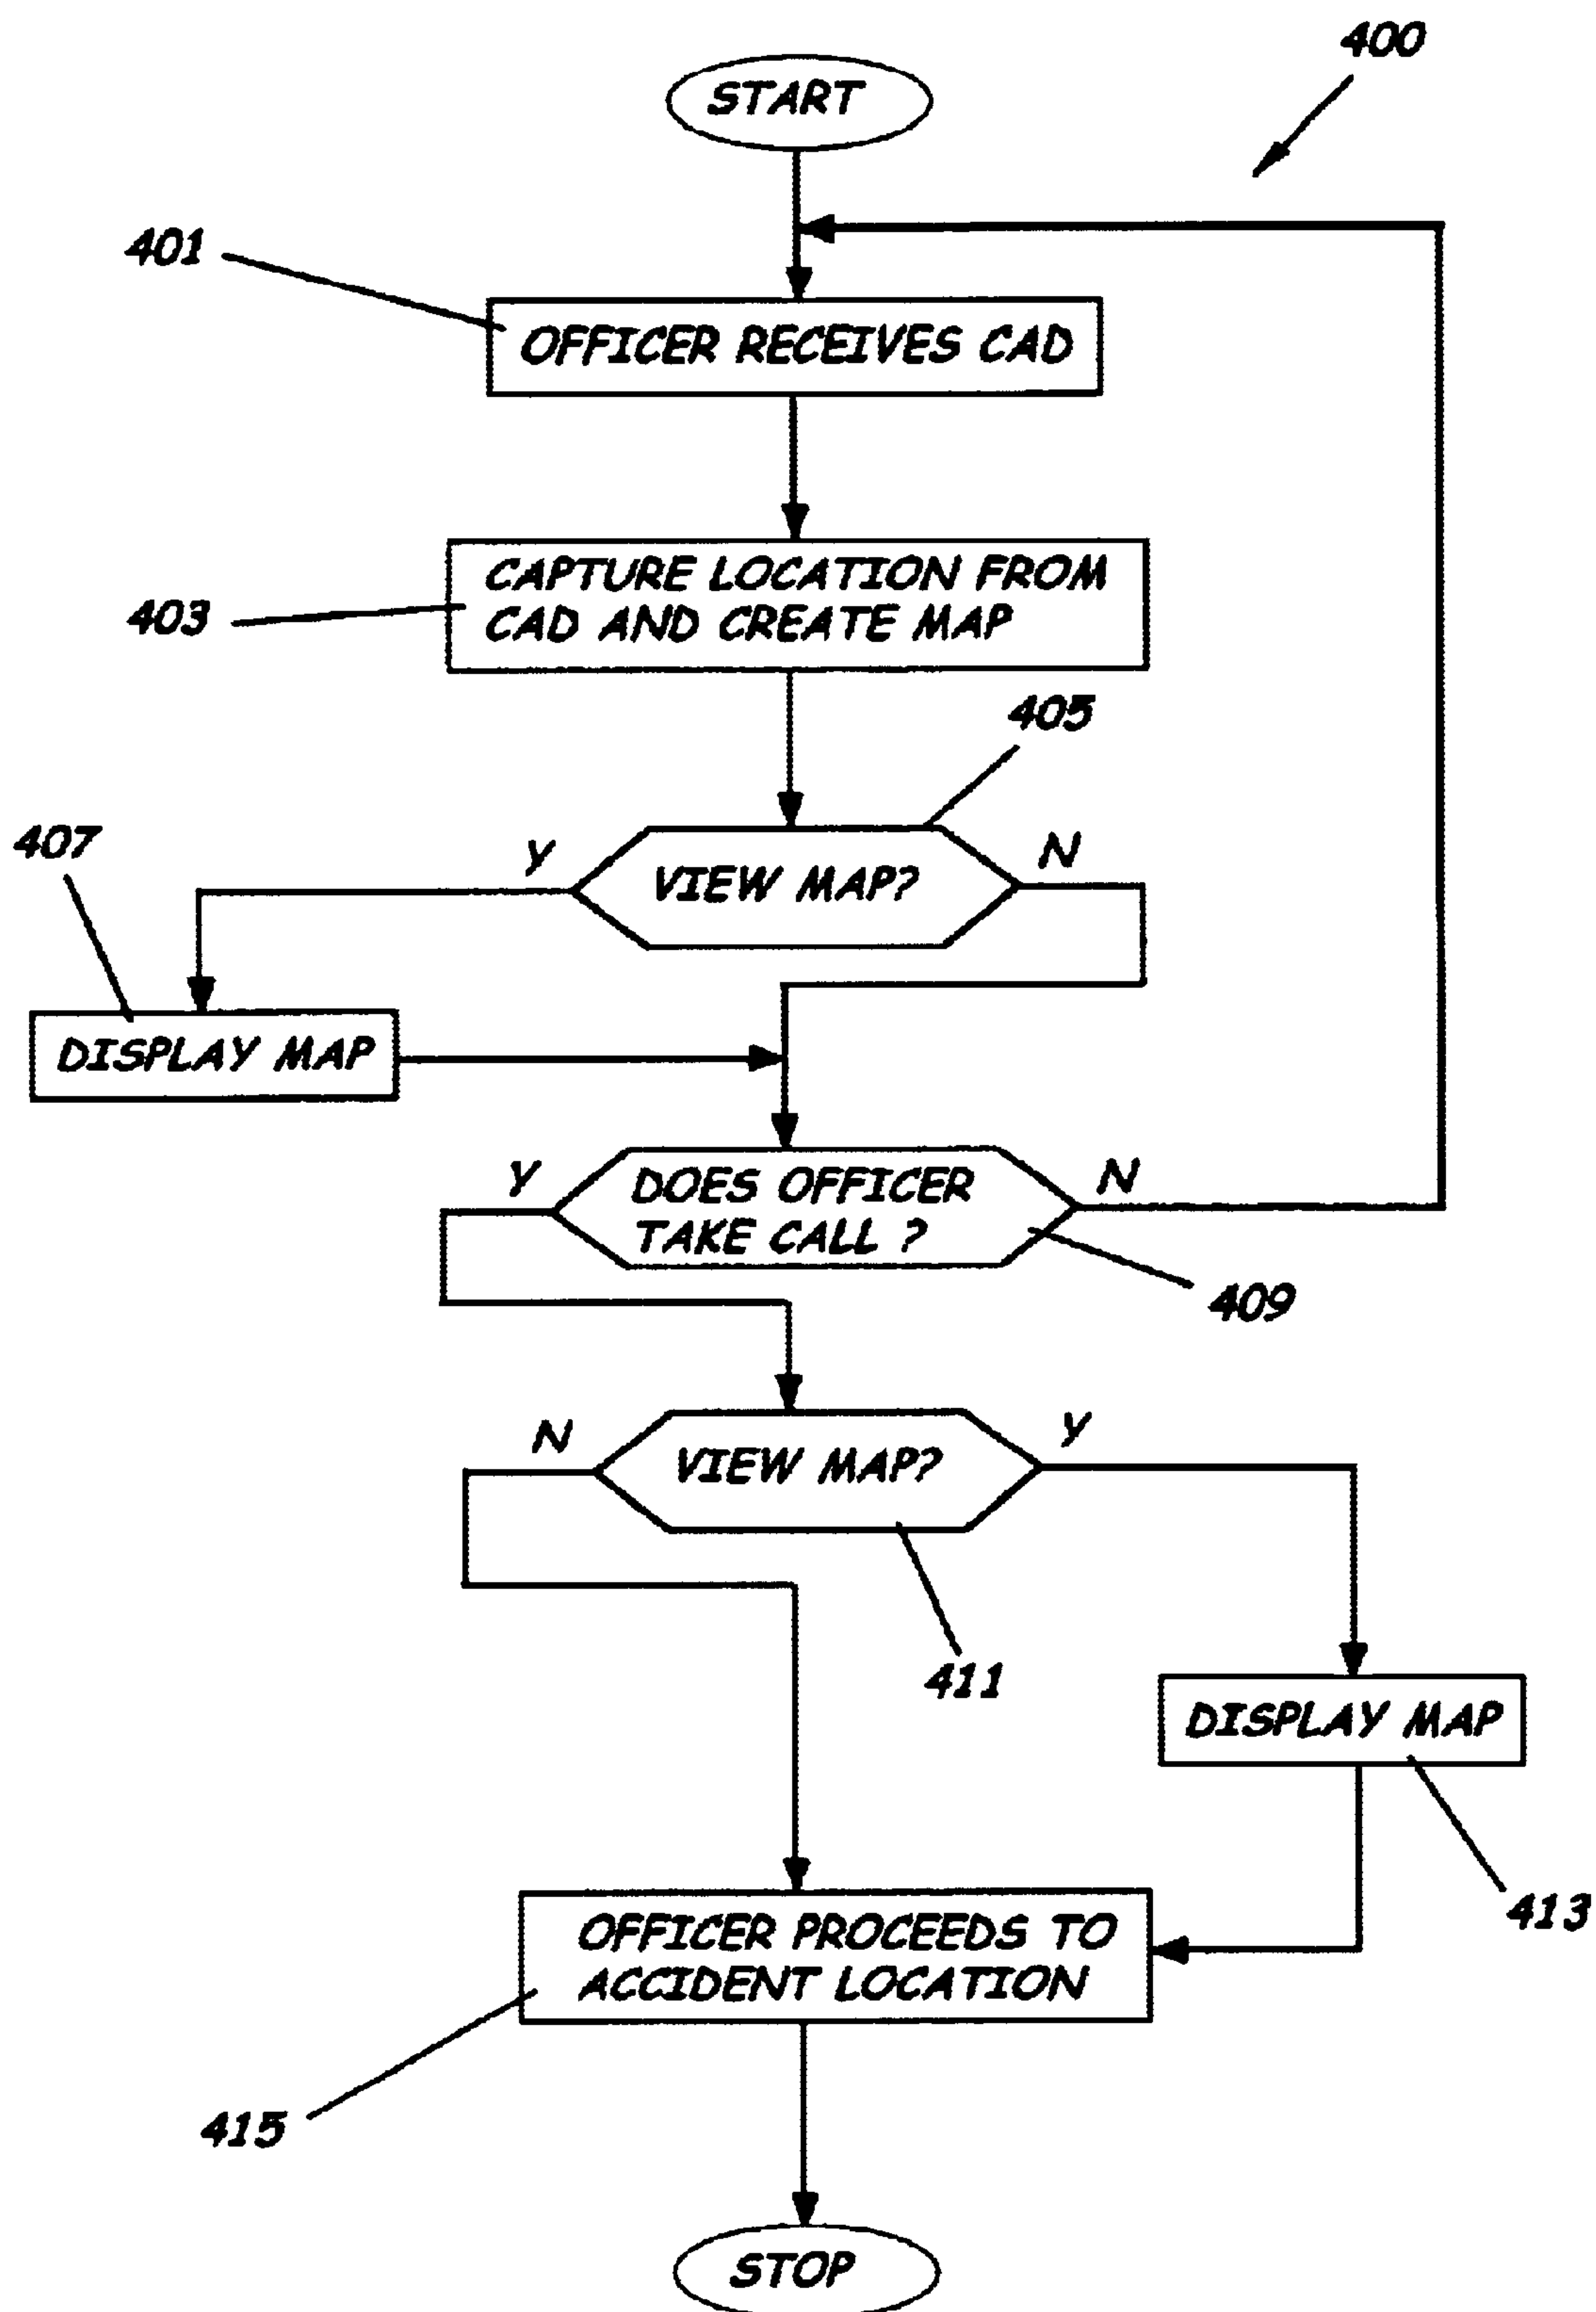 400
START
401
OFFICER RECEIVES CAD
403
CAPTURE LOCATION FROM
CAD AND CREATE MAP
405
407
Y
VIEW MAP?
N
DISPLAY MAP
Y
DOES OFFICER
TAKE CALL ?
N
409
N
VIEW MAP?
Y
411
DISPLAY MAP
413
OFFICER PROCEEDS TO
ACCIDENT LOCATION
415
STOP